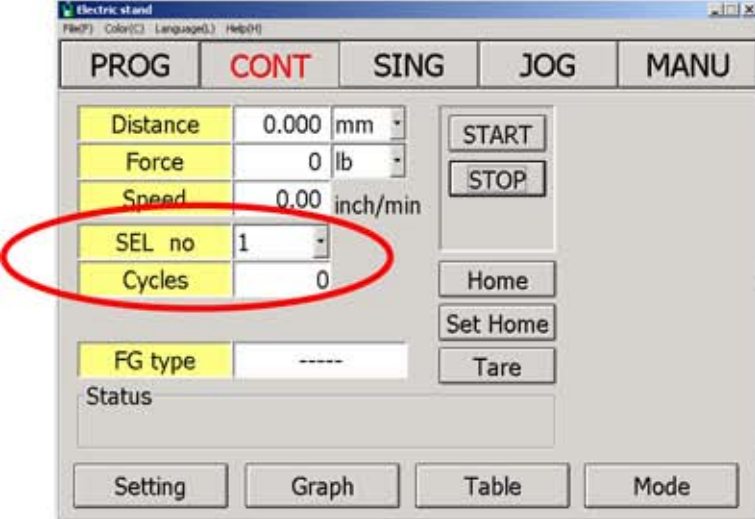 Electric stand
File(F) Color(C) Language(L) Help(H)
PROG CONT SING JOG MANU
Distance 0.000 mm
START
Force 0 lb
STOP
Speed 0.00 inch/min
SEL no 1
Cycles 0
Home
Set Home
FG type -----
Tare
Status
Setting Graph Table Mode